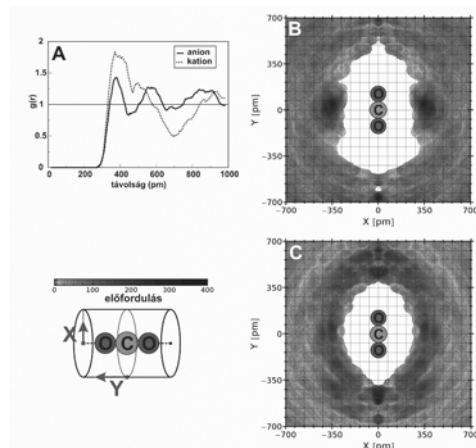 A
anion
kation
g(r)
2
1.5
1
0.5
0
0 200 400 600 800 1000
távolság (pm)
B
Y [pm]
700
350
0
−350
−700
−700 −350 0 350 700
X [pm]
O
C
O
előfordulás
0 100 200 300 400
X
Y
O C O
C
Y [pm]
700
350
0
−350
−700
−700 −350 0 350 700
X [pm]
O
C
O